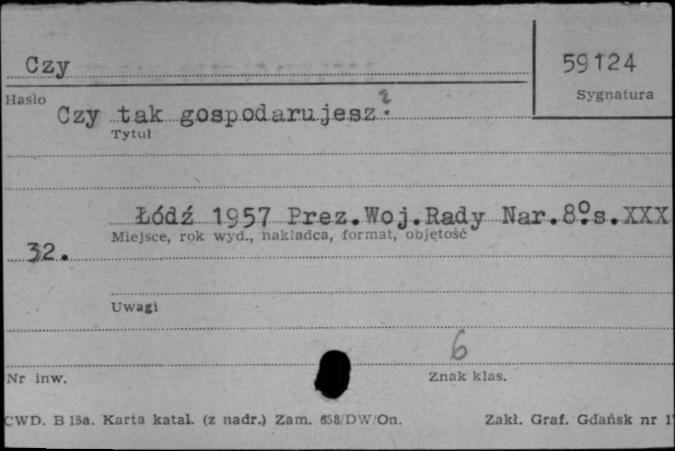 Czy
59124
Hasło
Sygnatura
Czy tak gospodarujesz?
Tytuł
Łódź 1957 Prez.Woj.Rady Nar.8º.s.XXX
Miejsce, rok wyd., nakładca, format, objętość
32.
Uwagi
6
Nr inw.
Znak klas.
CWD. B 15a. Karta katal. (z nadr.) Zam. 658/DW/On.
Zakł. Graf. Gdańsk nr 1